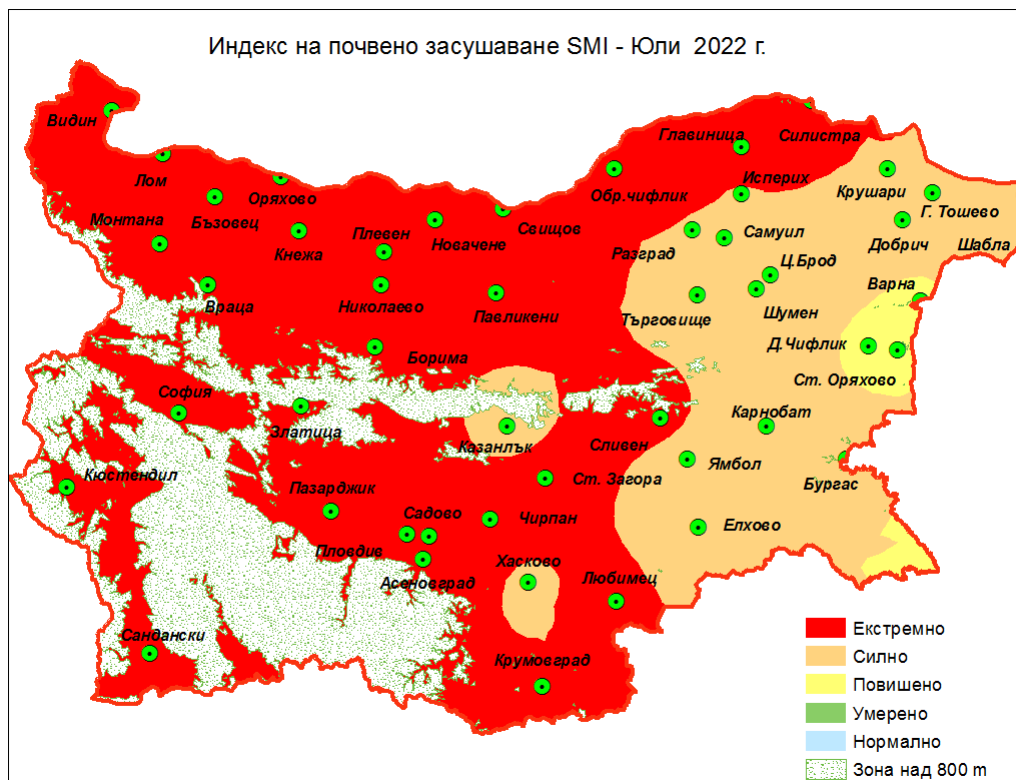 Индекс на почвено засушаване SMI - Юли  2022 г.
Видин
Главиница
Силистра
Лом
Исперих
Обр.чифлик
Крушари
Оряхово
Г. Тошево
Монтана
Бъзовец
Свищов
Плевен
Самуил
Добрич
Новачене
Разград
Шабла
Кнежа
Ц.Брод
Варна
Враца
Николаево
Павликени
Търговище
Шумен
Д.Чифлик
Борима
Ст. Оряхово
София
Карнобат
Златица
Казанлък
Сливен
Ямбол
Кюстендил
Ст. Загора
Бургас
Пазарджик
Садово
Чирпан
Елхово
Пловдив
Хасково
Асеновград
Любимец
Сандански
Крумовград
Екстремно
Силно
Повишено
Умерено
Нормално
Зона над 800 m